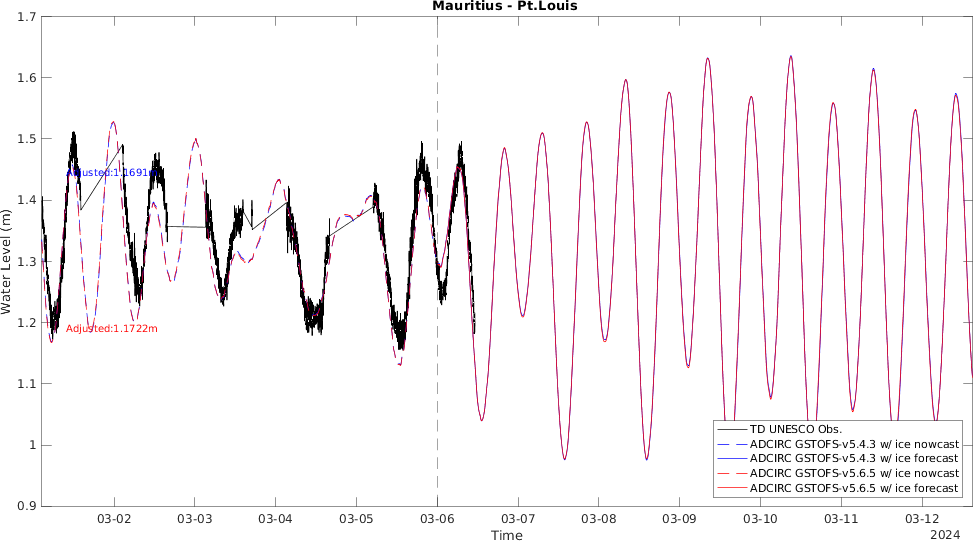 Mauritius - Pt.Louis
1.7
1.6
1.5
1.4
1.3
1.2
1.1
1
0.9
Water Level (m)
Adjusted:1.1691m
Adjusted:1.1722m
TD UNESCO Obs.
ADCIRC GSTOFS-v5.4.3 w/ ice nowcast
ADCIRC GSTOFS-v5.4.3 w/ ice forecast
ADCIRC GSTOFS-v5.6.5 w/ ice nowcast
ADCIRC GSTOFS-v5.6.5 w/ ice forecast
03-02 03-03 03-04 03-05 03-06 03-07 03-08 03-09 03-10 03-11 03-12
Time
2024